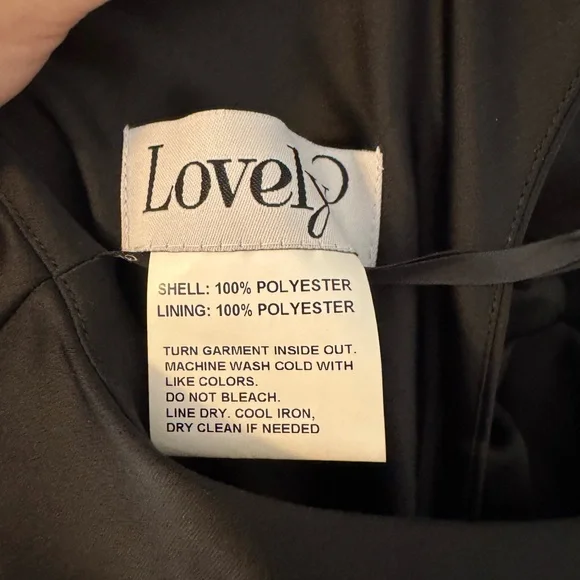 Lovely
SHELL: 100% POLYESTER
LINING: 100% POLYESTER
TURN GARMENT INSIDE OUT.
MACHINE WASH COLD WITH
LIKE COLORS.
DO NOT BLEACH.
LINE DRY. COOL IRON,
DRY CLEAN IF NEEDED